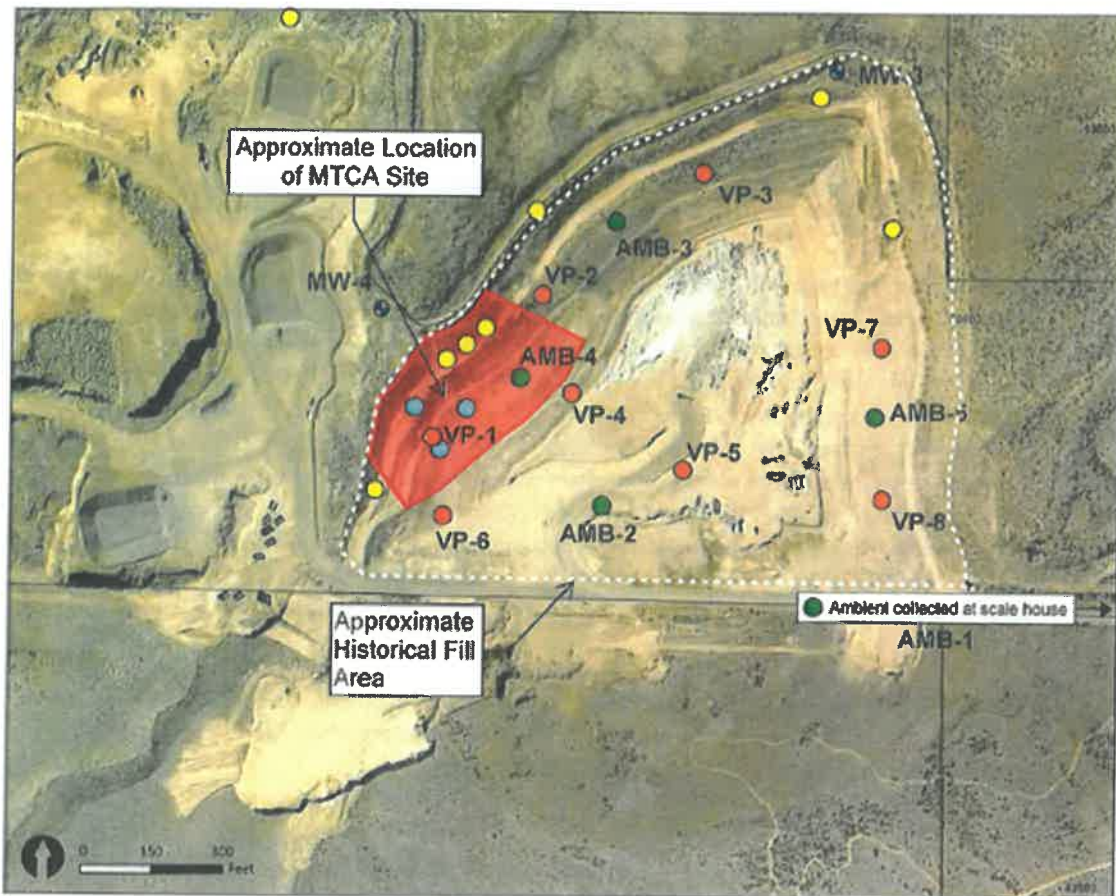 MW-3
Approximate Location
of MTCA Site
VP-3
AMB-3
VP-2
MW-4
VP-7
AMB-4
VP-4
AMB-5
VP-1
VP-5
VP-8
AMB-2
VP-6
Ambient collected at scale house
Approximate
Historical Fill
Area
AMB-1
0 150 300
Feet